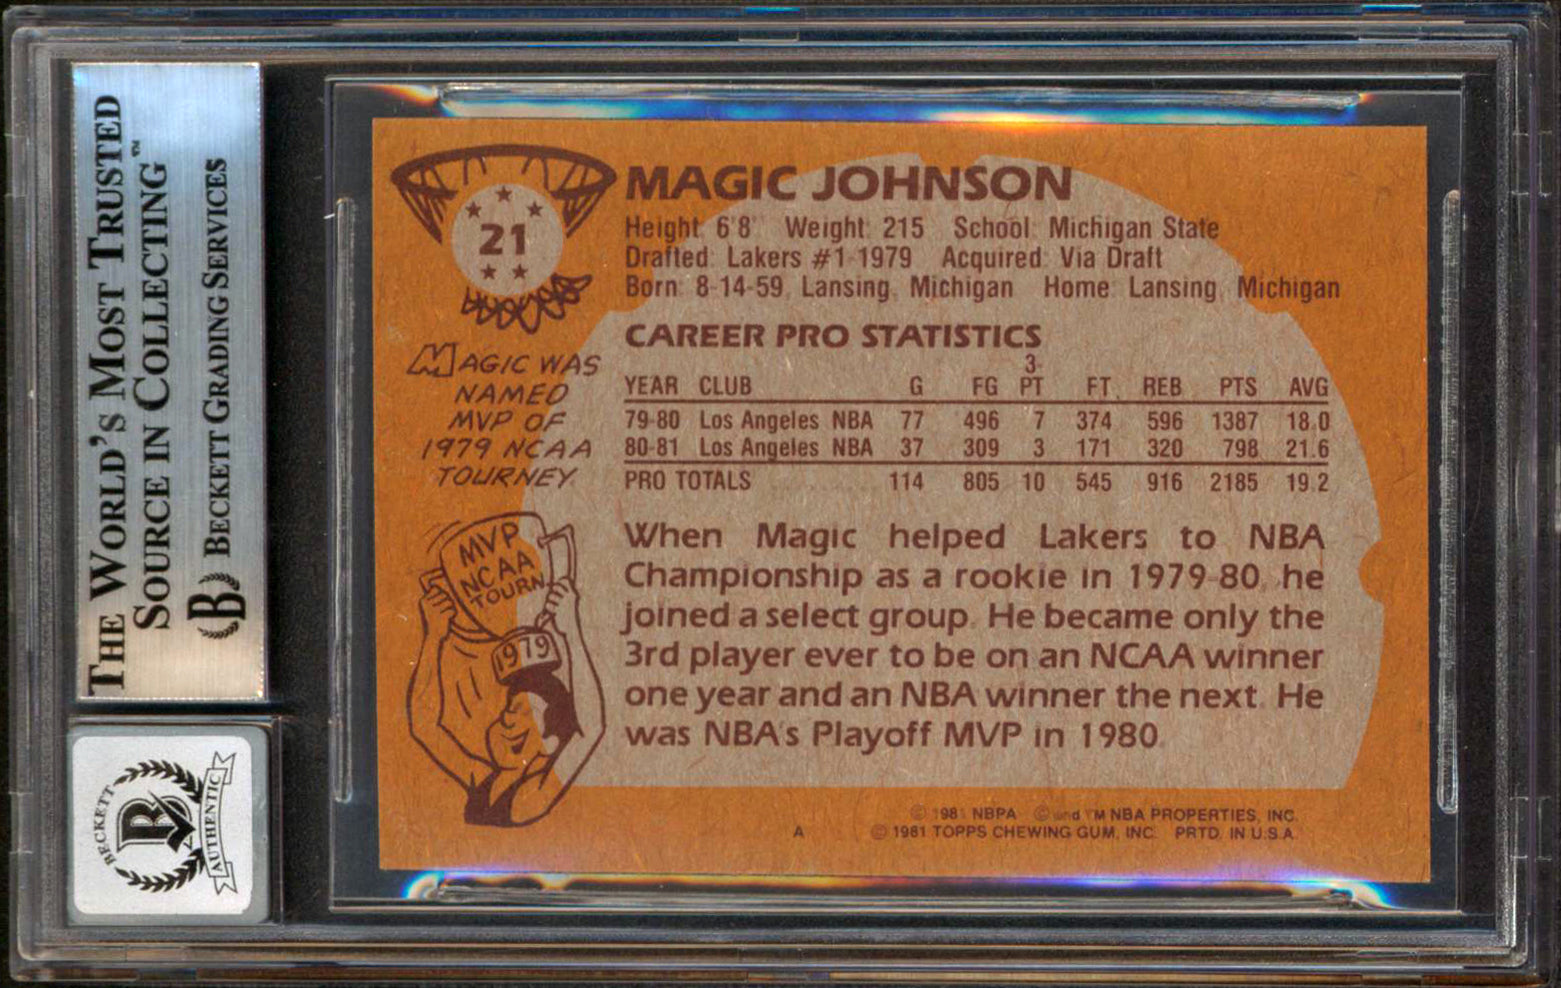 THE WORLD'S MOST TRUSTED
SOURCE IN COLLECTING™
B BECKETT GRADING SERVICES
BECKETT
B
AUTHENTIC
21
MAGIC JOHNSON
Height: 6'8" Weight: 215 School: Michigan State
Drafted: Lakers #1-1979 Acquired: Via Draft
Born: 8-14-59, Lansing, Michigan Home: Lansing, Michigan
MAGIC WAS
NAMED
MVP OF
1979 NCAA
TOURNEY.
MVP
NCAA
TOURN
1979
CAREER PRO STATISTICS
YEAR CLUB G FG 3-PT FT. REB PTS AVG
79-80 Los Angeles NBA 77 496 7 374 596 1387 18.0
80-81 Los Angeles NBA 37 309 3 171 320 798 21.6
PRO TOTALS 114 805 10 545 916 2185 19.2
When Magic helped Lakers to NBA
Championship as a rookie in 1979-80, he
joined a select group. He became only the
3rd player ever to be on an NCAA winner
one year and an NBA winner the next. He
was NBA's Playoff MVP in 1980.
© 1981 NBPA © and TM NBA PROPERTIES, INC.
A © 1981 TOPPS CHEWING GUM, INC. PRTD. IN U.S.A.